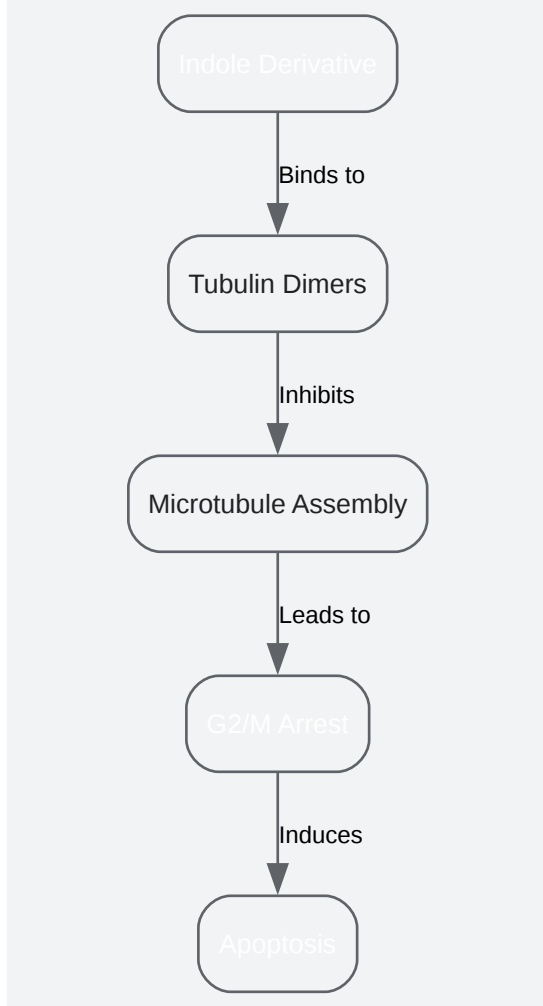 Indole Derivative
Binds to
Tubulin Dimers
Inhibits
Microtubule Assembly
Leads to
G2/M Arrest
Induces
Apoptosis